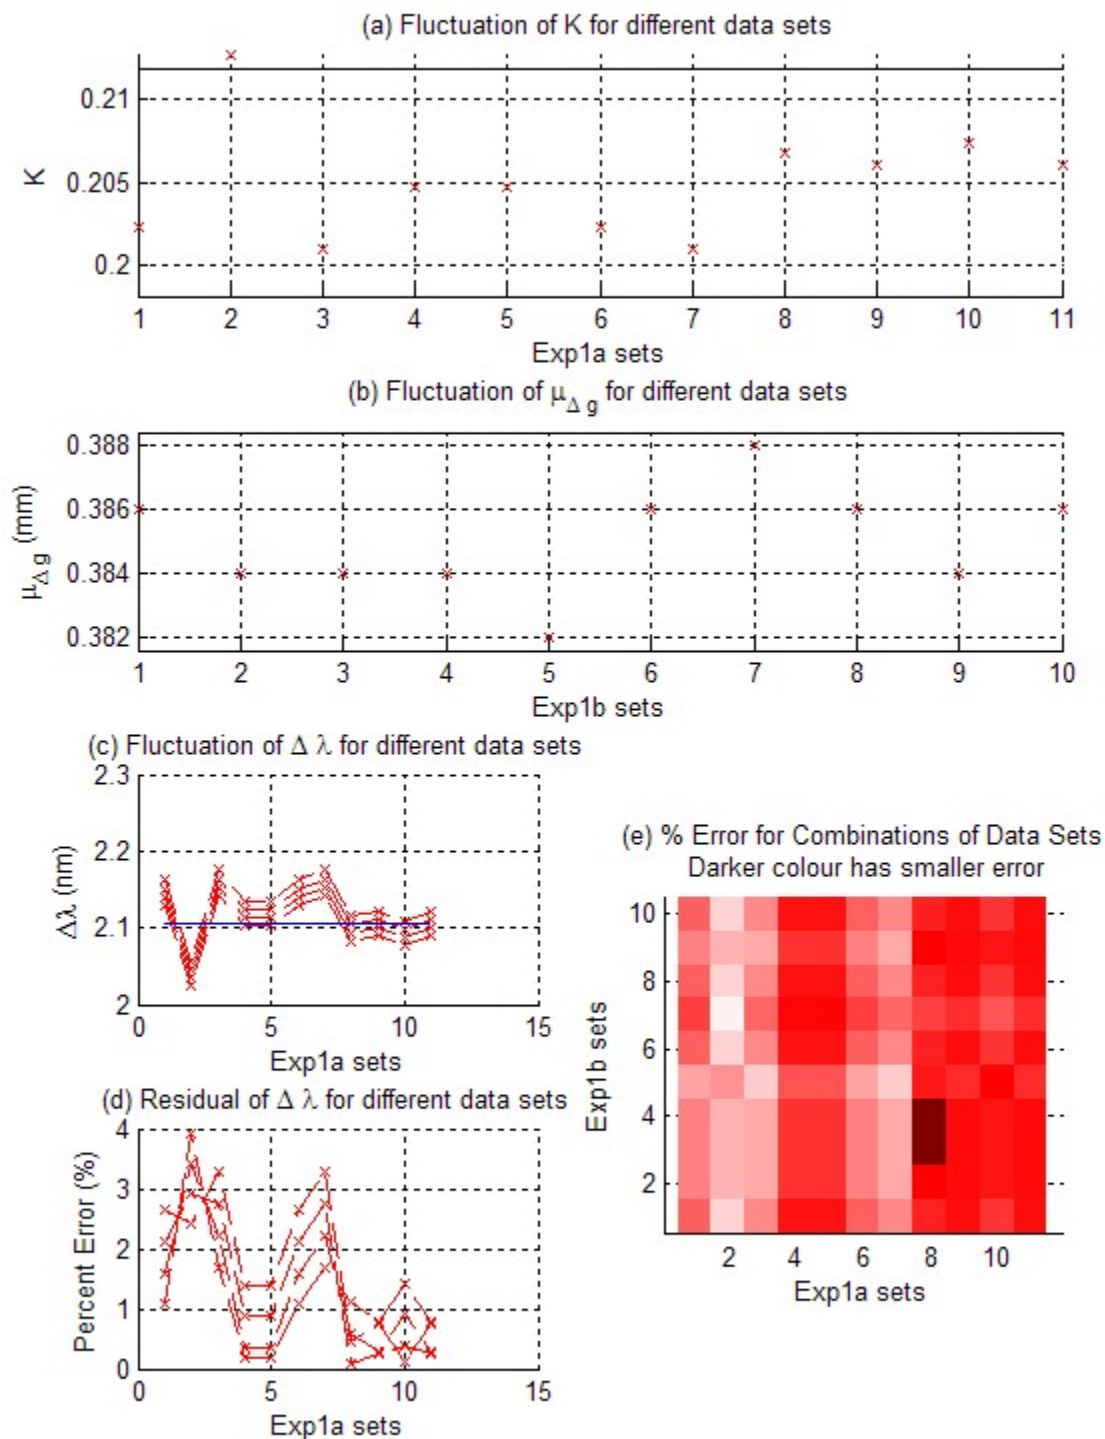 (a) Fluctuation of K for different data sets
0.21
0.205
0.2
K
1 2 3 4 5 6 7 8 9 10 11
Exp1a sets
(b) Fluctuation of μΔ g for different data sets
0.388
0.386
0.384
0.382
μΔ g (mm)
1 2 3 4 5 6 7 8 9 10
Exp1b sets
(c) Fluctuation of Δ λ for different data sets
2.3
2.2
2.1
2
Δλ (nm)
0 5 10 15
Exp1a sets
(d) Residual of Δ λ for different data sets
4
3
2
1
0
Percent Error (%)
0 5 10 15
Exp1a sets
(e) % Error for Combinations of Data Sets
Darker colour has smaller error
10
8
6
4
2
Exp1b sets
2 4 6 8 10
Exp1a sets